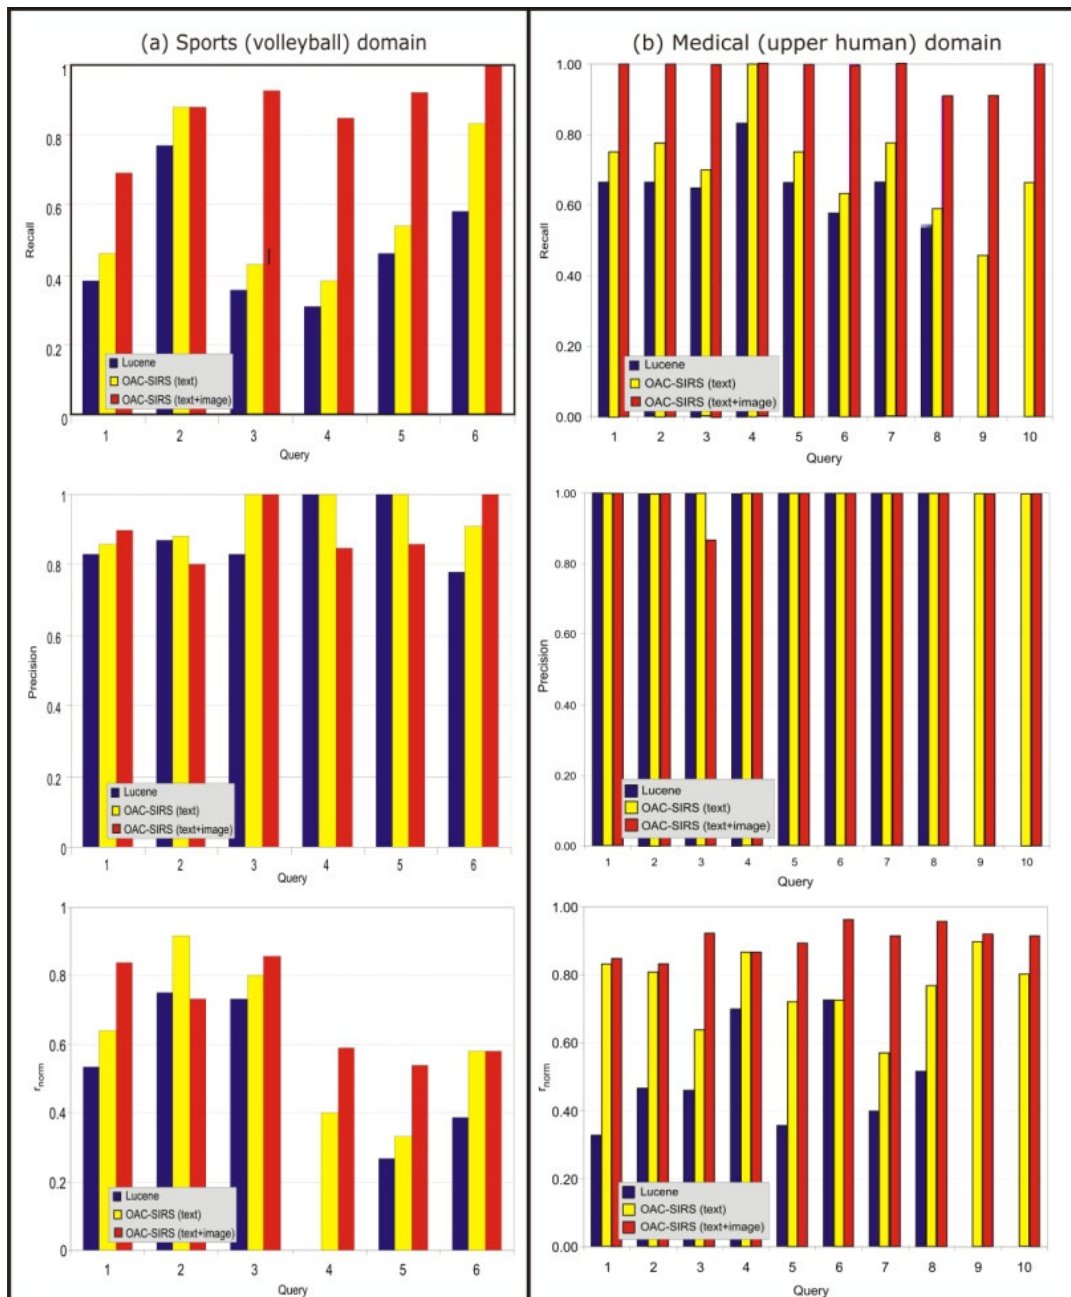 (a) Sports (volleyball) domain
1
0.8
0.6
0.4
0.2
0
Recall
Lucene
OAC-SIRS (text)
OAC-SIRS (text+image)
1 2 3 4 5 6
Query
1
0.8
0.6
0.4
0.2
0
Precision
Lucene
OAC-SIRS (text)
OAC-SIRS (text+image)
1 2 3 4 5 6
Query
1
0.8
0.6
0.4
0.2
0
rnorm
Lucene
OAC-SIRS (text)
OAC-SIRS (text+image)
1 2 3 4 5 6
Query
(b) Medical (upper human) domain
1.00
0.80
0.60
0.40
0.20
0.00
Recall
Lucene
OAC-SIRS (text)
OAC-SIRS (text+image)
1 2 3 4 5 6 7 8 9 10
Query
1.00
0.80
0.60
0.40
0.20
0.00
Precision
Lucene
OAC-SIRS (text)
OAC-SIRS (text+image)
1 2 3 4 5 6 7 8 9 10
Query
1.00
0.80
0.60
0.40
0.20
0.00
rnorm
Lucene
OAC-SIRS (text)
OAC-SIRS (text+image)
1 2 3 4 5 6 7 8 9 10
Query